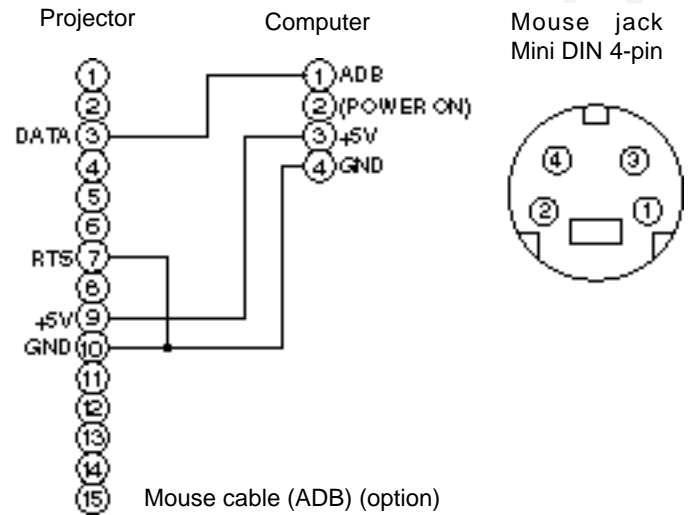 Projector
Computer
Mouse jack
Mini DIN 4-pin
1
2
DATA 3
4
5
6
RTS 7
8
+5V 9
GND 10
11
12
13
14
15
1 ADB
2 (POWER ON)
3 +5V
4 GND
4 3
2 1
Mouse cable (ADB) (option)